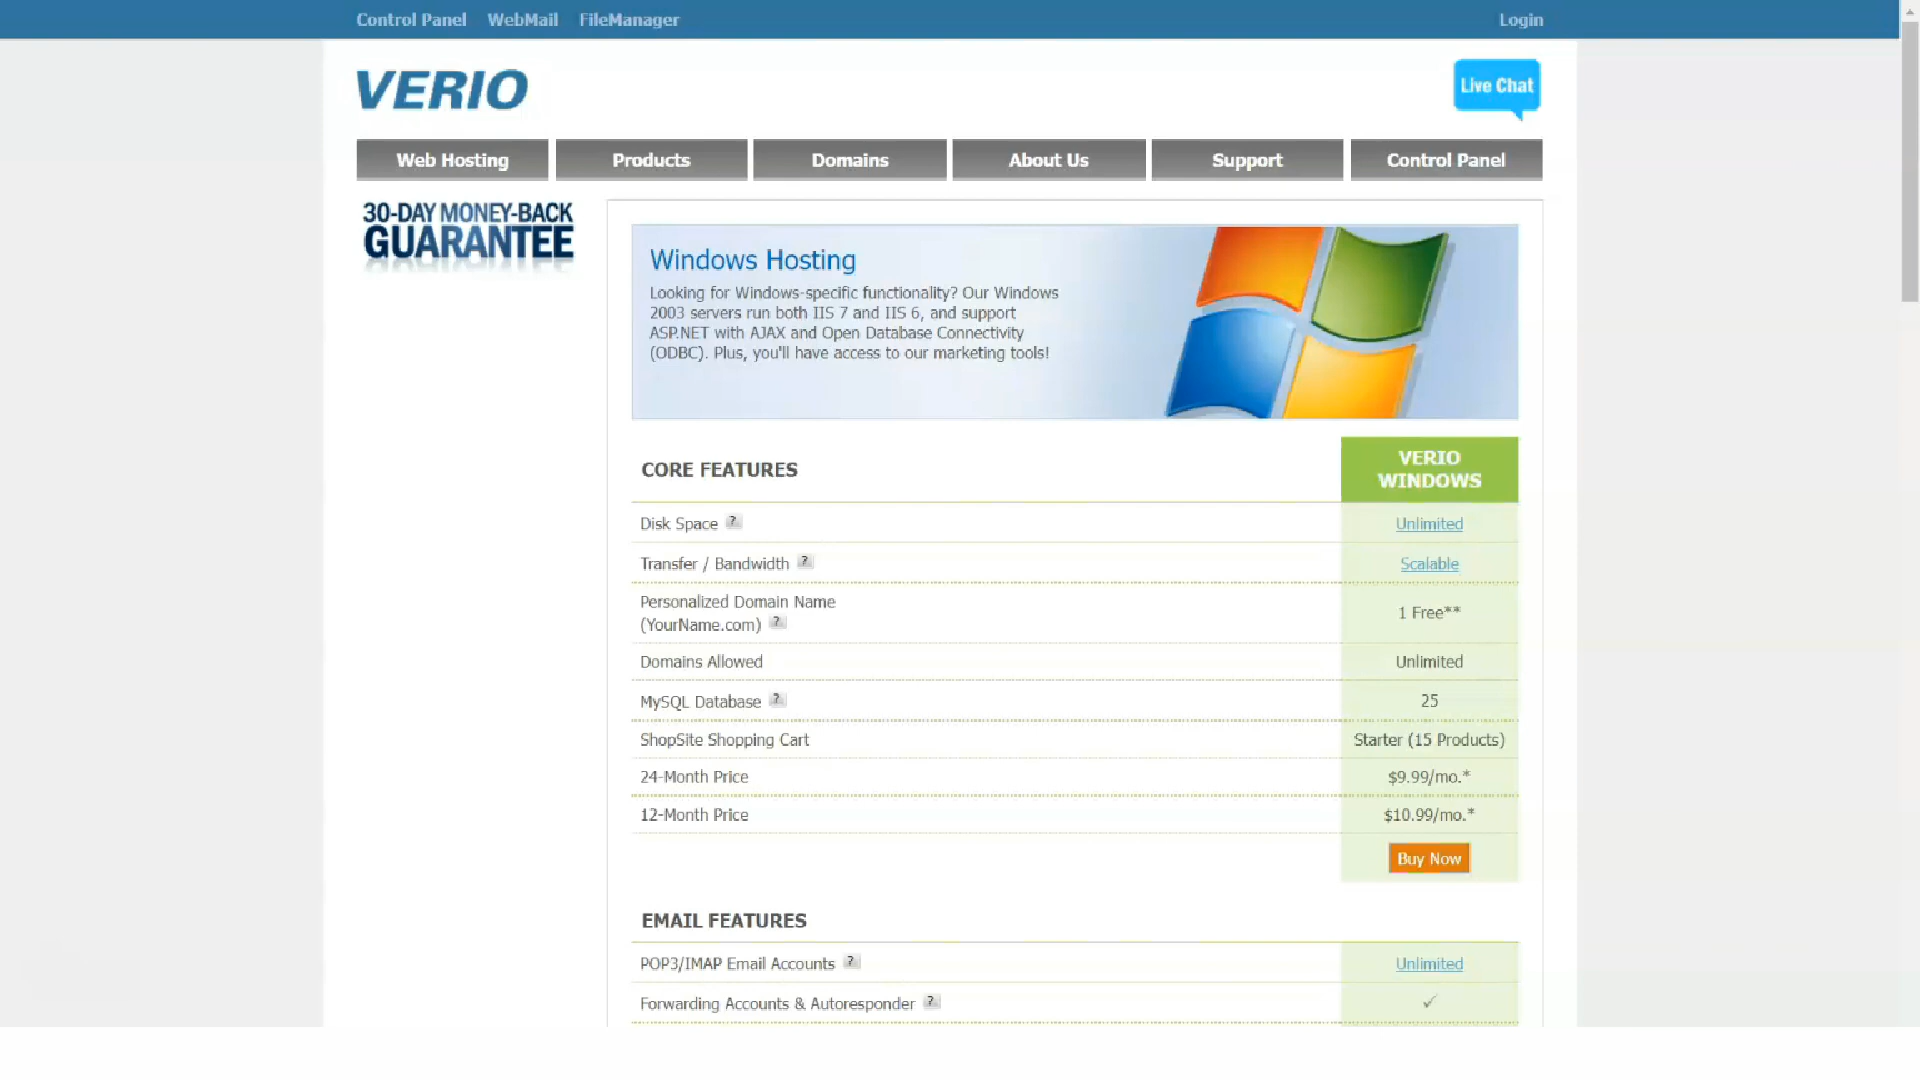 Control Panel WebMail FileManager Login
VERIO
Live Chat
Web Hosting Products Domains About Us Support Control Panel
30-DAY MONEY-BACK
GUARANTEE
Windows Hosting
Looking for Windows-specific functionality? Our Windows
2003 servers run both IIS 7 and IIS 6, and support
ASP.NET with AJAX and Open Database Connectivity
(ODBC). Plus, you'll have access to our marketing tools!
CORE FEATURES
VERIO
WINDOWS
Disk Space ? Unlimited
Transfer / Bandwidth ? Scalable
Personalized Domain Name
(YourName.com) ? 1 Free**
Domains Allowed Unlimited
MySQL Database ? 25
ShopSite Shopping Cart Starter (15 Products)
24-Month Price $9.99/mo.*
12-Month Price $10.99/mo.*
Buy Now
EMAIL FEATURES
POP3/IMAP Email Accounts ? Unlimited
Forwarding Accounts & Autoresponder ? ✓